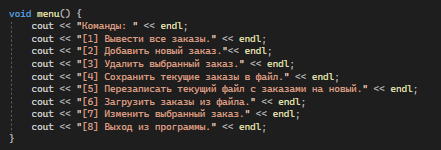 void menu() {
cout << "Команды: " << endl;
cout << "[1] Вывести все заказы." << endl;
cout << "[2] Добавить новый заказ."<< endl;
cout << "[3] Удалить выбранный заказ." << endl;
cout << "[4] Сохранить текущие заказы в файл." << endl;
cout << "[5] Перезаписать текущий файл с заказами на новый." << endl;
cout << "[6] Загрузить заказы из файла." << endl;
cout << "[7] Изменить выбранный заказ." << endl;
cout << "[8] Выход из программы." << endl;
}